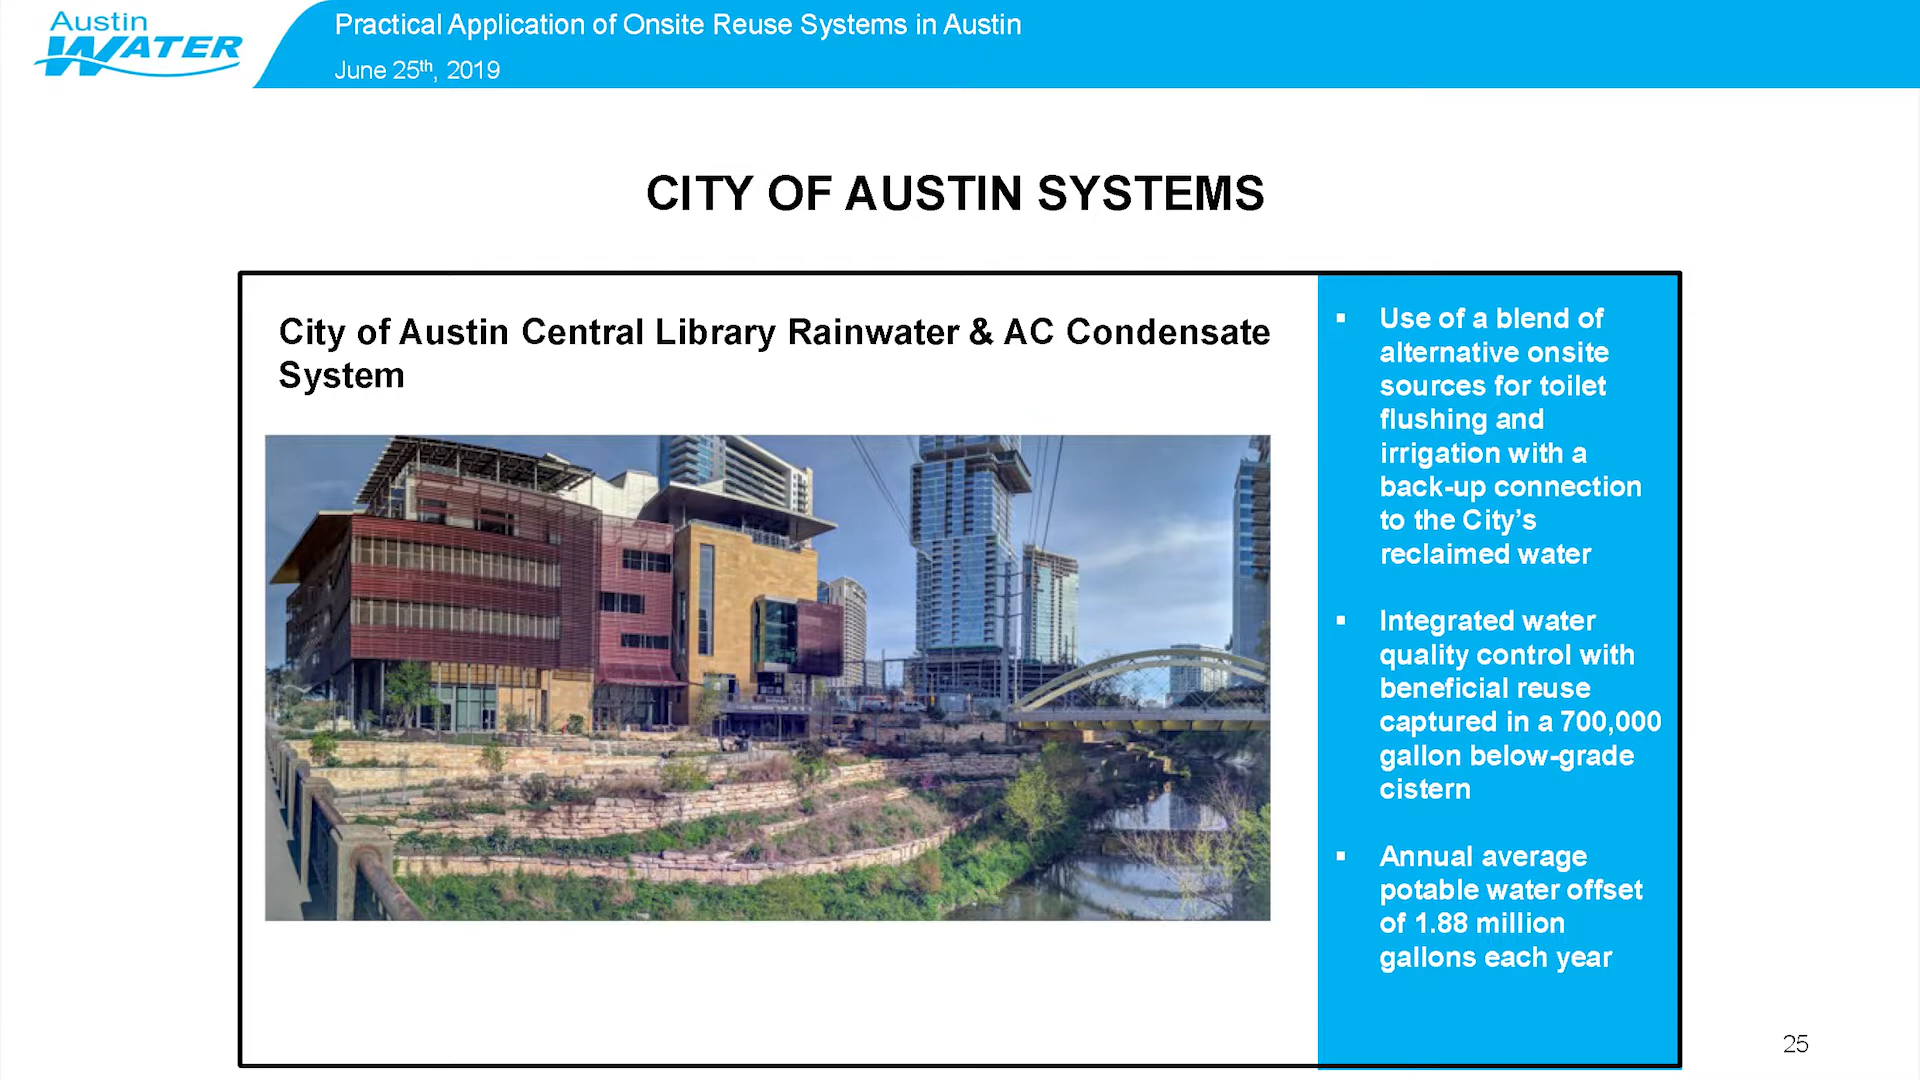 Austin
WATER
Practical Application of Onsite Reuse Systems in Austin
June 25th, 2019
CITY OF AUSTIN SYSTEMS
City of Austin Central Library Rainwater & AC Condensate
System
▪ Use of a blend of
alternative onsite
sources for toilet
flushing and
irrigation with a
back-up connection
to the City’s
reclaimed water
▪ Integrated water
quality control with
beneficial reuse
captured in a 700,000
gallon below-grade
cistern
▪ Annual average
potable water offset
of 1.88 million
gallons each year
25